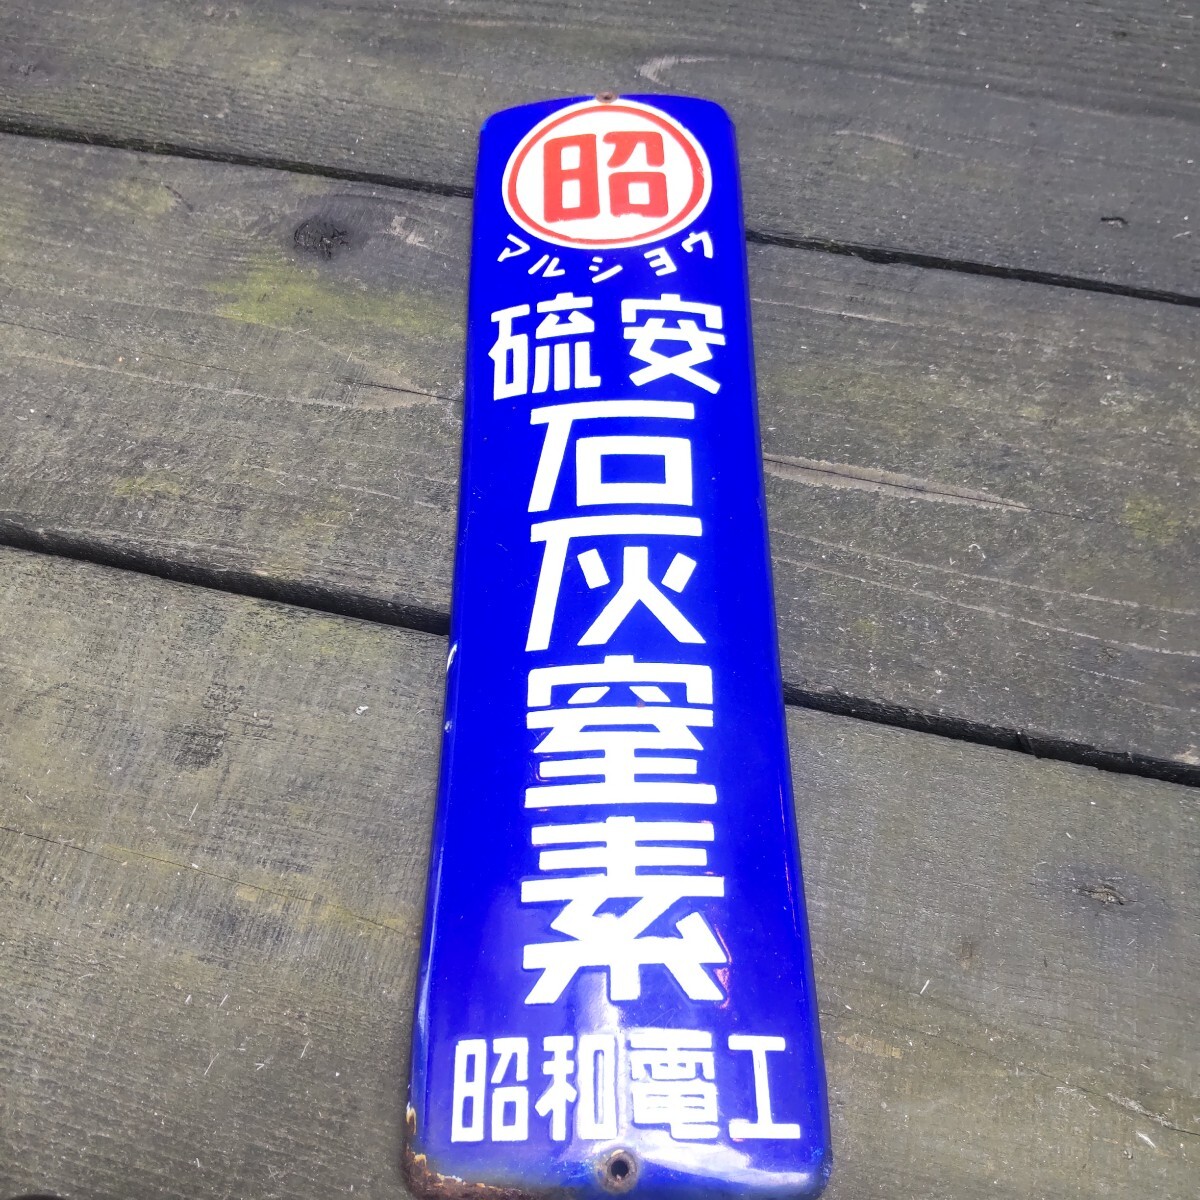 昭
マルショウ
硫安
石灰窒素
昭和電工